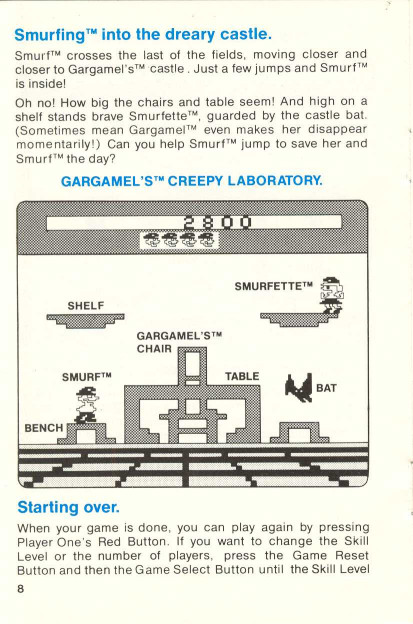 Smurfing™ into the dreary castle.
Smurf™ crosses the last of the fields, moving closer and
closer to Gargamel's™ castle . Just a few jumps and Smurf™
is inside!
Oh no! How big the chairs and table seem! And high on a
shelf stands brave Smurfette™, guarded by the castle bat.
(Sometimes mean Gargamel™ even makes her disappear
momentarily!) Can you help Smurf™ jump to save her and
Smurf™ the day?
GARGAMEL'S™ CREEPY LABORATORY.
2800
SMURFETTE™
SHELF
GARGAMEL'S™
CHAIR
SMURF™
TABLE
BAT
BENCH
Starting over.
When your game is done, you can play again by pressing
Player One's Red Button. If you want to change the Skill
Level or the number of players, press the Game Reset
Button and then the Game Select Button until the Skill Level
8